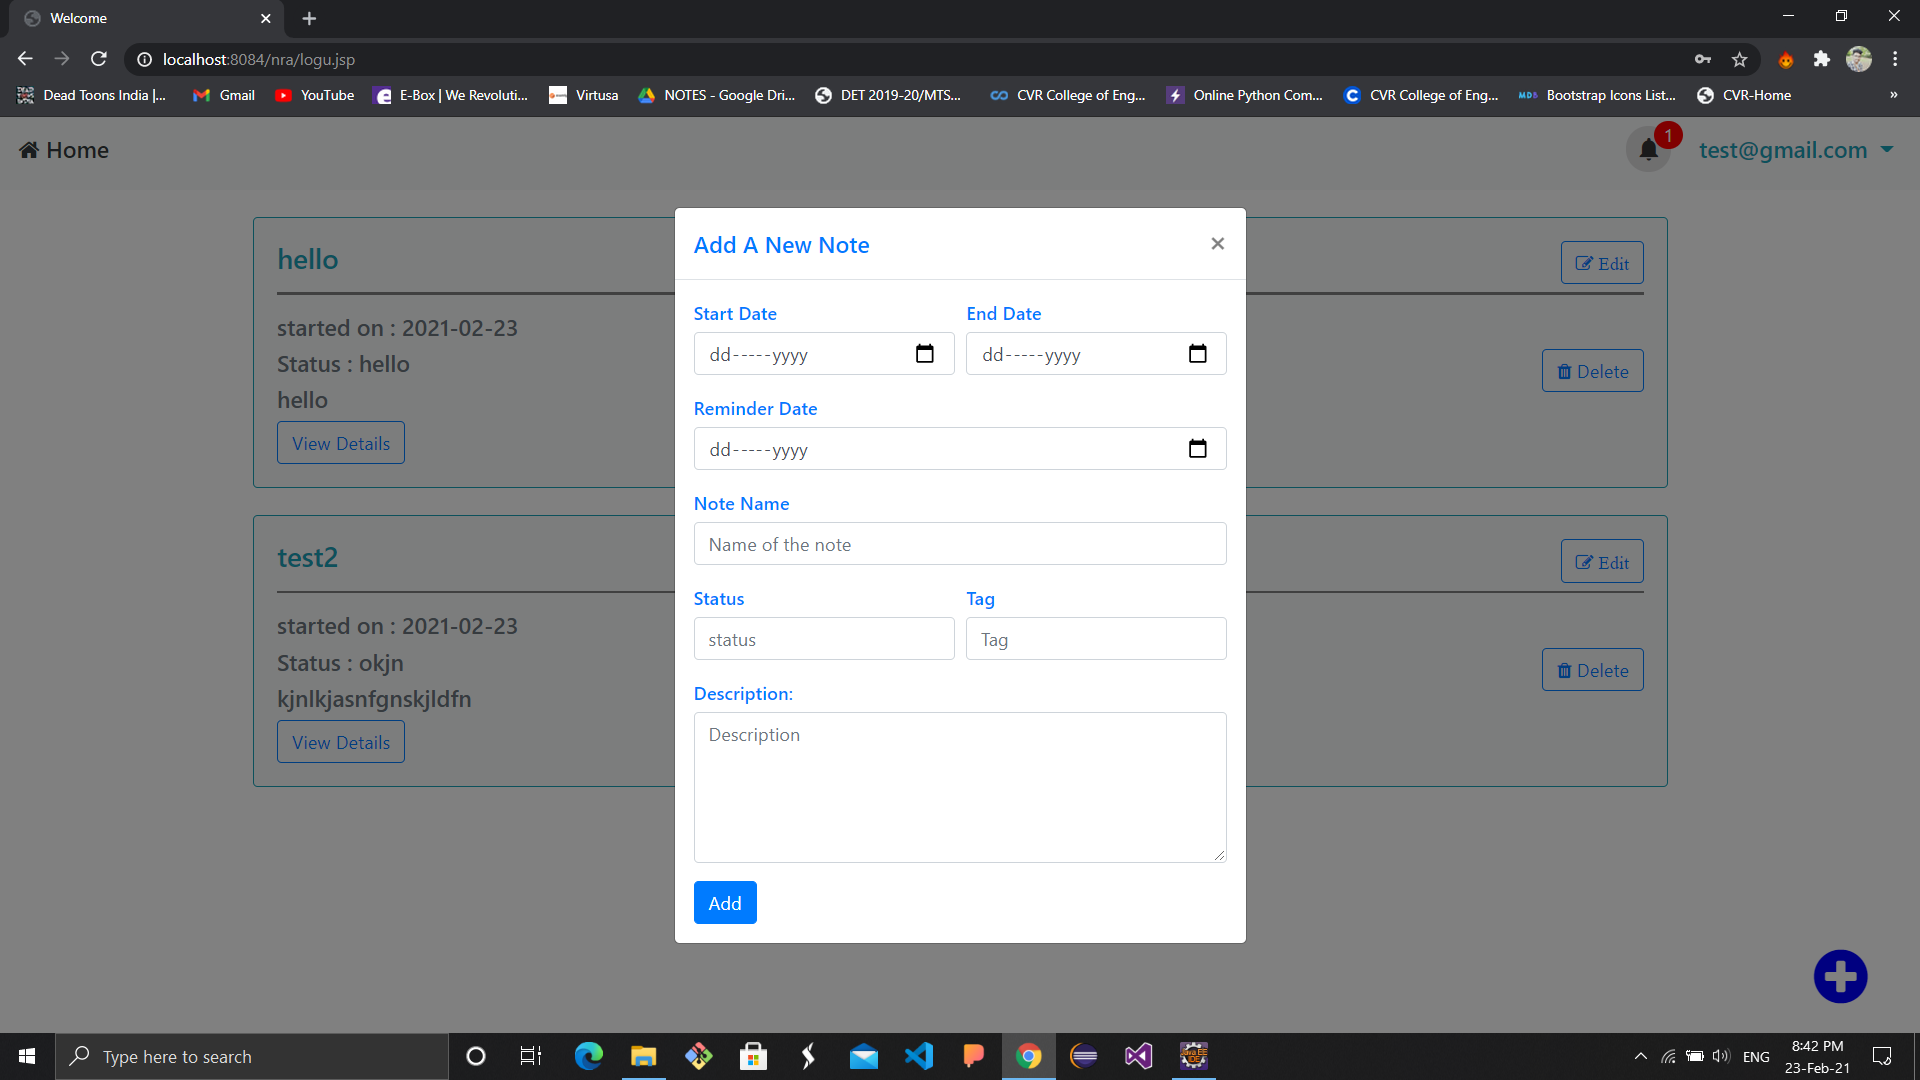 Welcome
localhost:8084/nra/logu.jsp
Dead Toons India |... Gmail YouTube E-Box | We Revoluti... Virtusa NOTES - Google Dri... DET 2019-20/MTS... CVR College of Eng... Online Python Com... CVR College of Eng... MDB Bootstrap Icons List... CVR-Home »
Home 1 test@gmail.com
Add A New Note ×
hello Edit
Start Date End Date
started on : 2021-02-23
dd-----yyyy dd-----yyyy
Status : hello Delete
hello
Reminder Date
View Details
dd-----yyyy
Note Name
Name of the note
test2 Edit
Status Tag
started on : 2021-02-23
status Tag
Status : okjn Delete
kjnlkjasnfgnskjldfn
Description:
View Details
Description
Add
Type here to search
ENG
8:42 PM
23-Feb-21